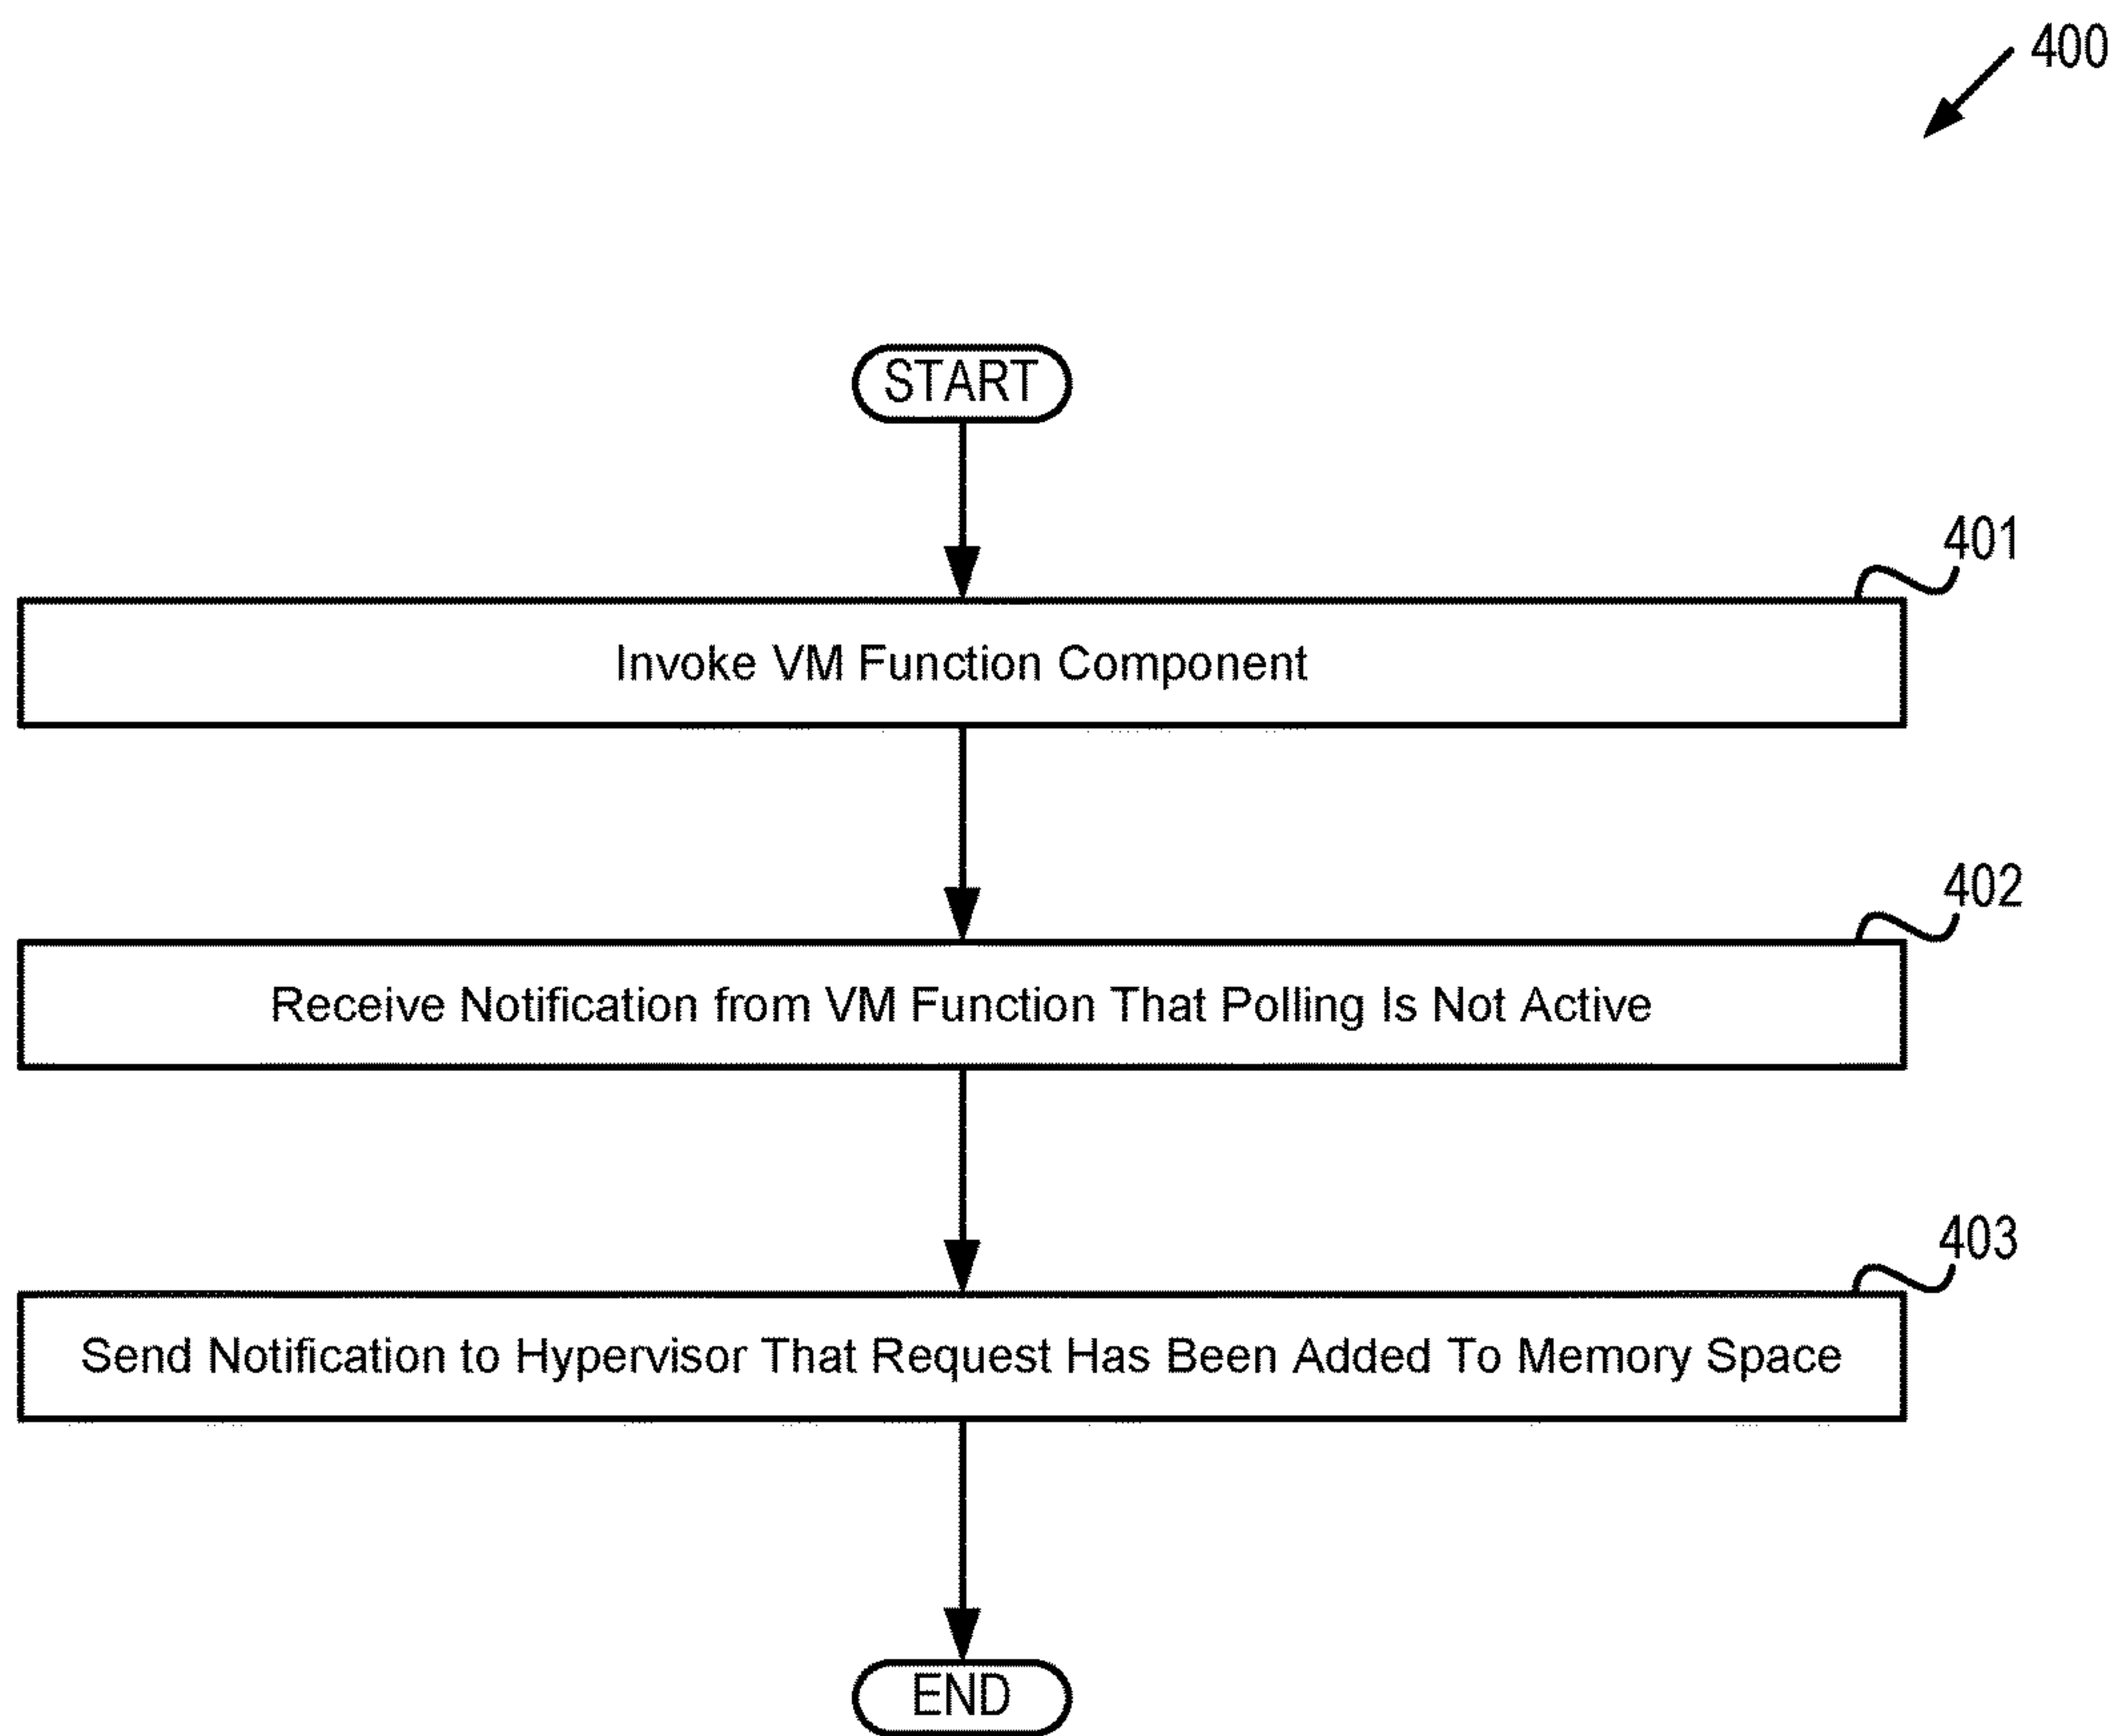 400
START
401
Invoke VM Function Component
402
Receive Notification from VM Function That Polling Is Not Active
403
Send Notification to Hypervisor That Request Has Been Added To Memory Space
END